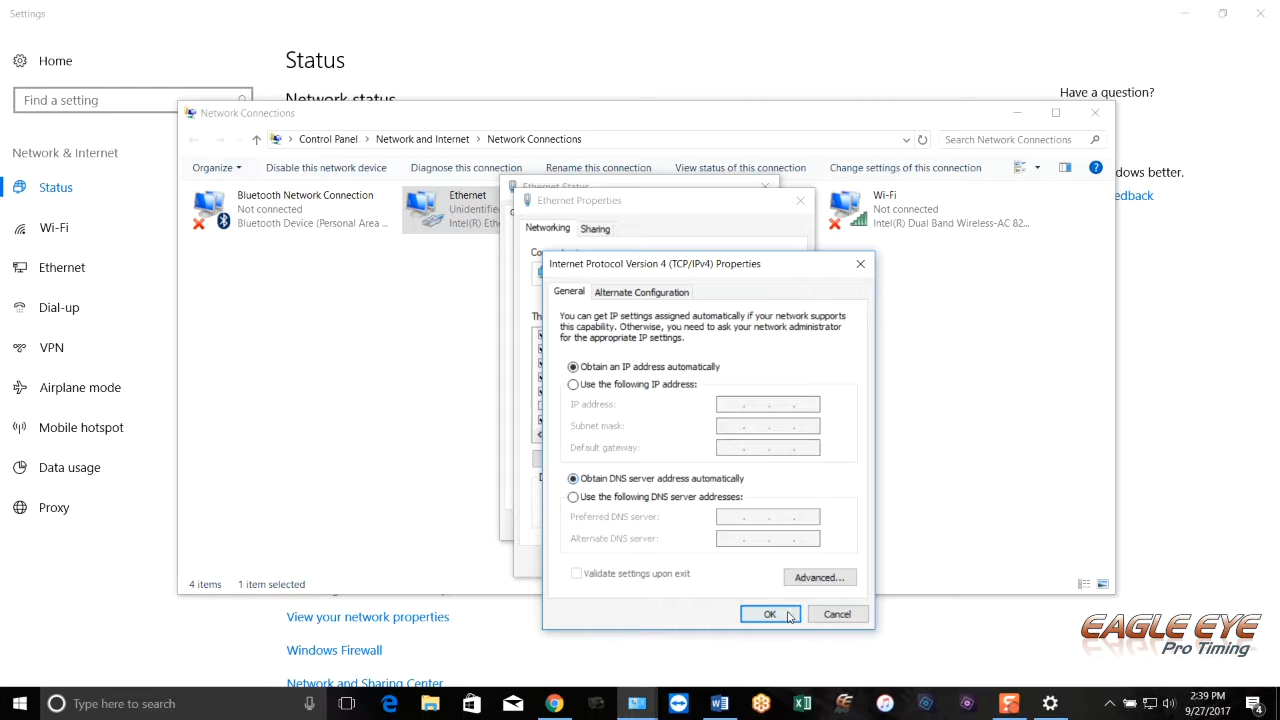 Settings
Home
Find a setting
Network & Internet
Status
Wi-Fi
Ethernet
Dial-up
VPN
Airplane mode
Mobile hotspot
Data usage
Proxy
Status
Network status
Have a question?
dows better.
edback
Network Connections
Control Panel > Network and Internet > Network Connections
Search Network Connections
Organize
Disable this network device
Diagnose this connection
Rename this connection
View status of this connection
Change settings of this connection
Bluetooth Network Connection
Not connected
Bluetooth Device (Personal Area ...
Ethernet
Unidentified
Intel(R) Eth
Wi-Fi
Not connected
Intel(R) Dual Band Wireless-AC 82...
Ethernet Status
Ethernet Properties
Networking
Sharing
Internet Protocol Version 4 (TCP/IPv4) Properties
General
Alternate Configuration
You can get IP settings assigned automatically if your network supports
this capability. Otherwise, you need to ask your network administrator
for the appropriate IP settings.
Obtain an IP address automatically
Use the following IP address:
IP address:
Subnet mask:
Default gateway:
Obtain DNS server address automatically
Use the following DNS server addresses:
Preferred DNS server:
Alternate DNS server:
Validate settings upon exit
Advanced...
OK
Cancel
4 items
1 item selected
View your network properties
Windows Firewall
Network and Sharing Center
EAGLE EYE
Pro Timing
Type here to search
2:39 PM
9/27/2017
4